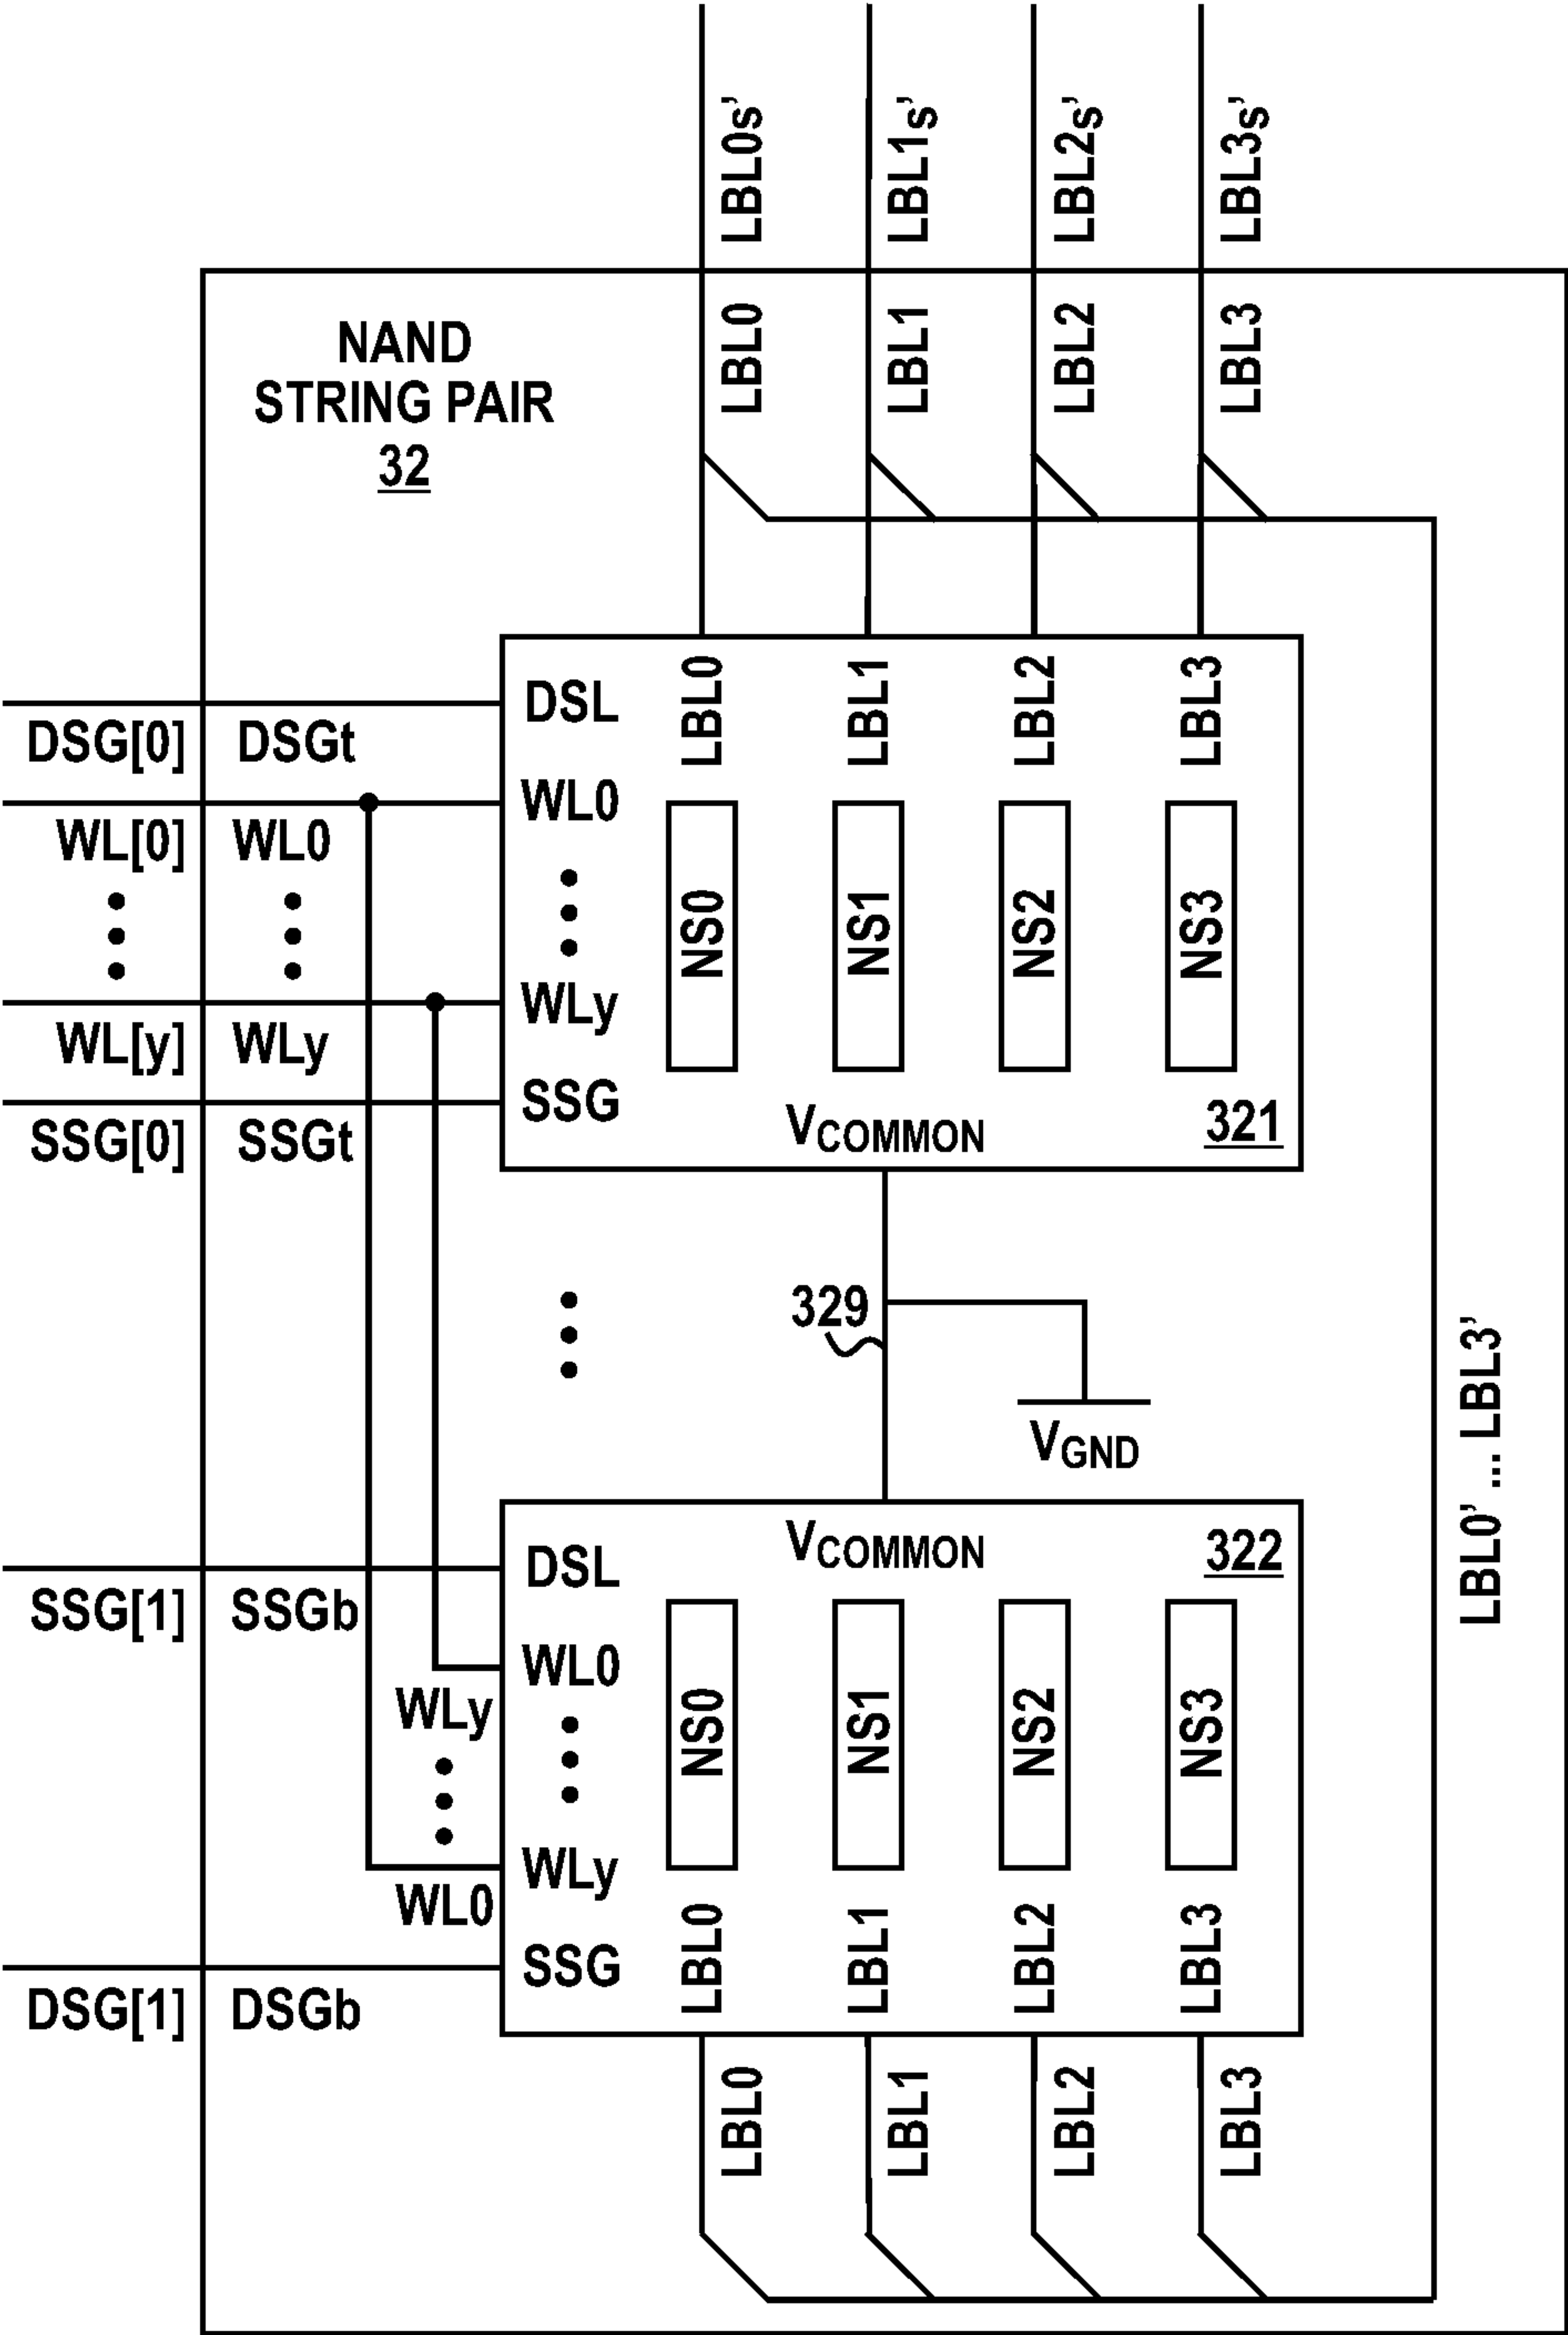 LBL0s'
LBL1s'
LBL2s'
LBL3s'
NAND
STRING PAIR
32
LBL0
LBL1
LBL2
LBL3
DSG[0]
DSGt
DSL
LBL0
LBL1
LBL2
LBL3
WL[0]
WL0
WL0
NS0
NS1
NS2
NS3
WL[y]
WLy
WLy
SSG[0]
SSGt
SSG
VCOMMON
321
329
VGND
LBL0' ... LBL3'
SSG[1]
SSGb
DSL
VCOMMON
322
WL0
WLy
NS0
NS1
NS2
NS3
WLy
WL0
LBL0
LBL1
LBL2
LBL3
SSG
DSG[1]
DSGb
LBL0
LBL1
LBL2
LBL3